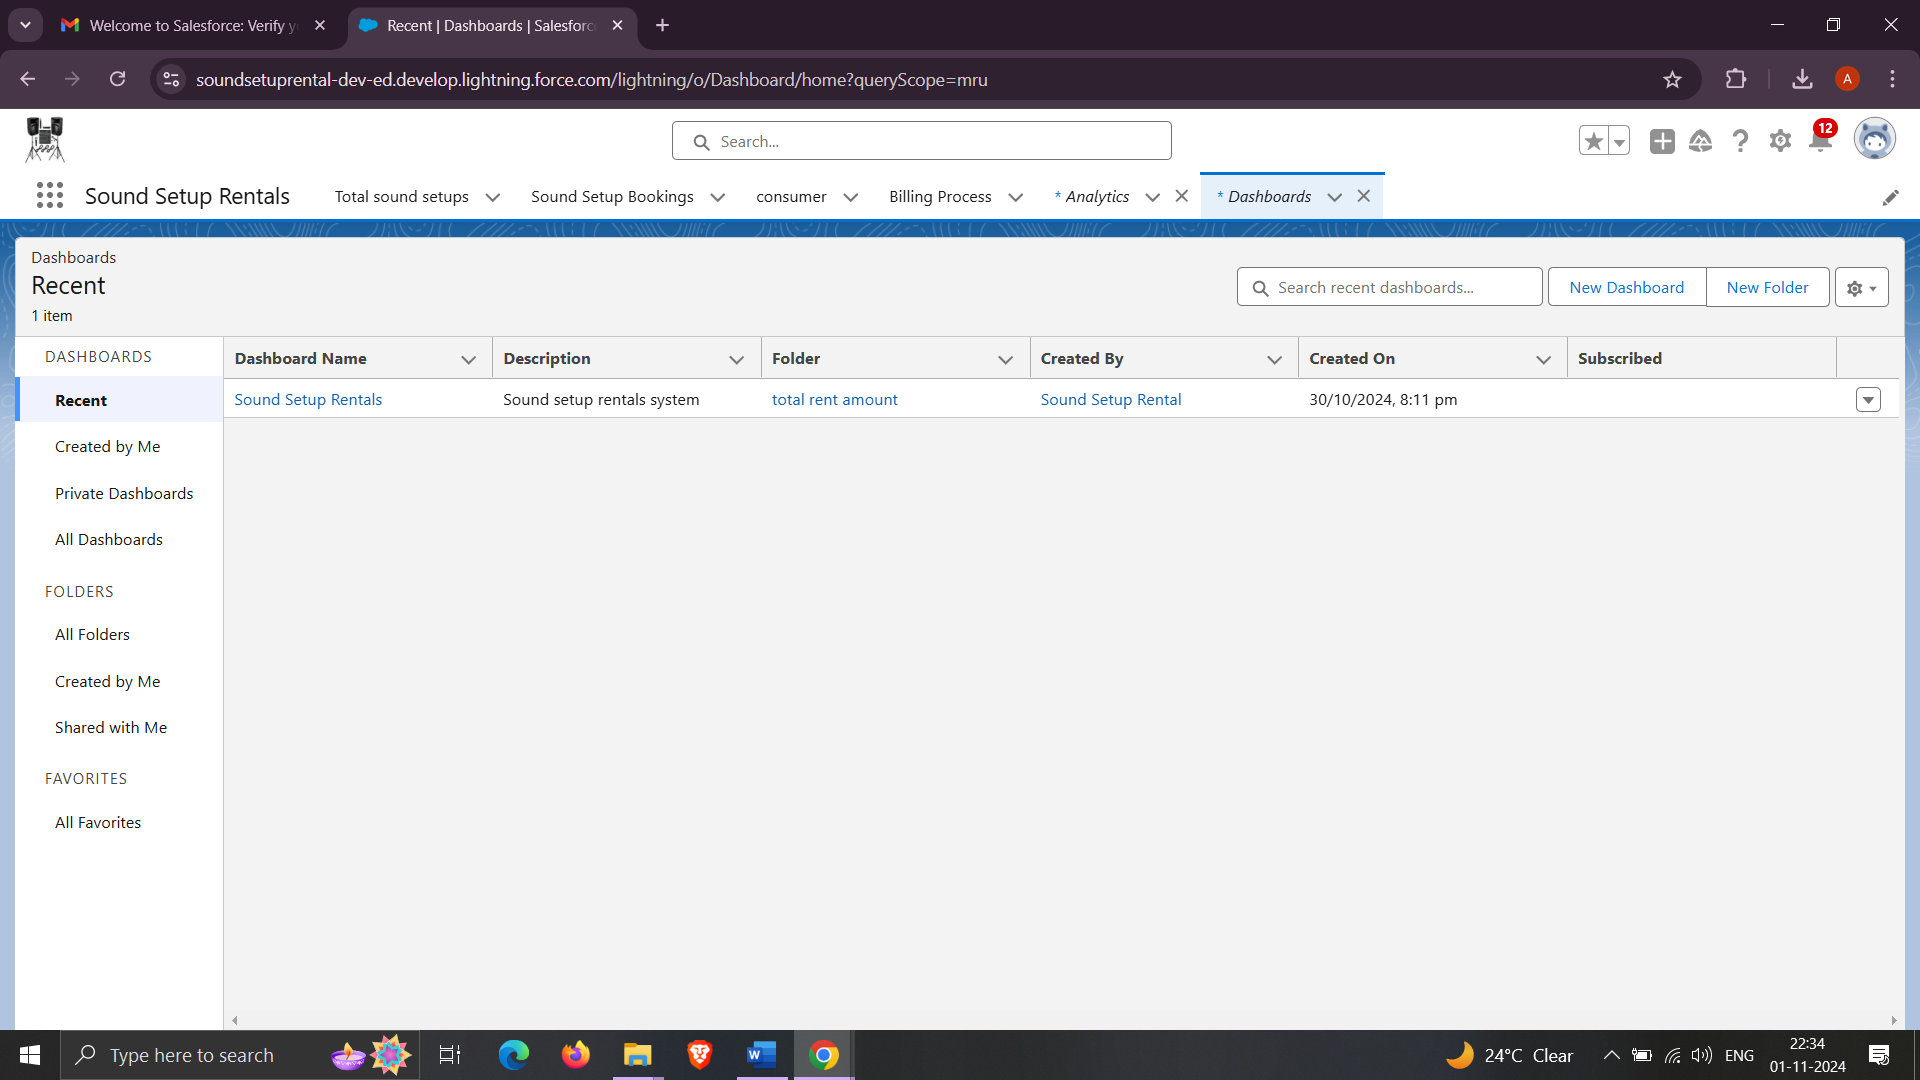 Welcome to Salesforce: Verify y
Recent | Dashboards | Salesforc
soundsetuprental-dev-ed.develop.lightning.force.com/lightning/o/Dashboard/home?queryScope=mru
A
Search...
12
Sound Setup Rentals
Total sound setups
Sound Setup Bookings
consumer
Billing Process
* Analytics
* Dashboards
Dashboards
Recent
1 item
Search recent dashboards...
New Dashboard
New Folder
DASHBOARDS
Recent
Created by Me
Private Dashboards
All Dashboards
FOLDERS
All Folders
Created by Me
Shared with Me
FAVORITES
All Favorites
Dashboard Name Description Folder Created By Created On Subscribed
Sound Setup Rentals Sound setup rentals system total rent amount Sound Setup Rental 30/10/2024, 8:11 pm
Type here to search
24°C Clear
ENG
22:34
01-11-2024